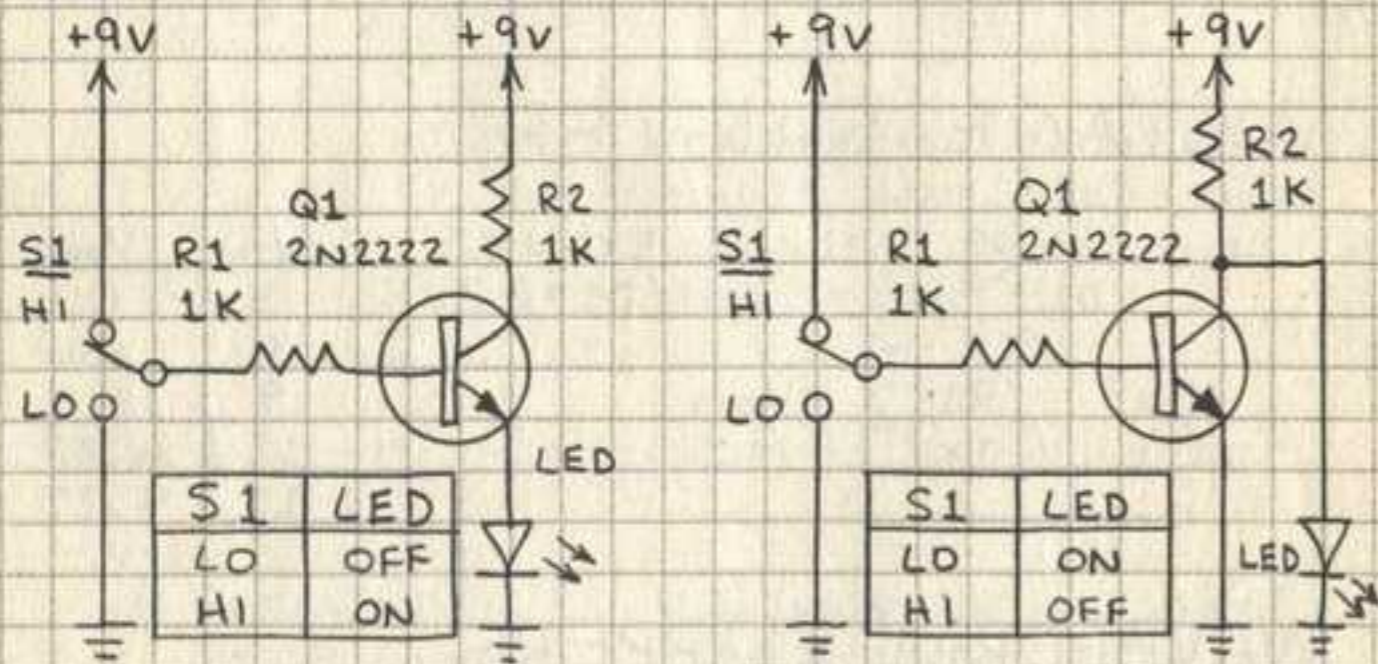 +9V
+9V
Q1
2N2222
R2
1K
S1
HI
R1
1K
LO
LED
S1 LED
LO OFF
HI ON
+9V
+9V
R2
1K
Q1
2N2222
S1
HI
R1
1K
LO
S1 LED
LO ON
HI OFF
LED